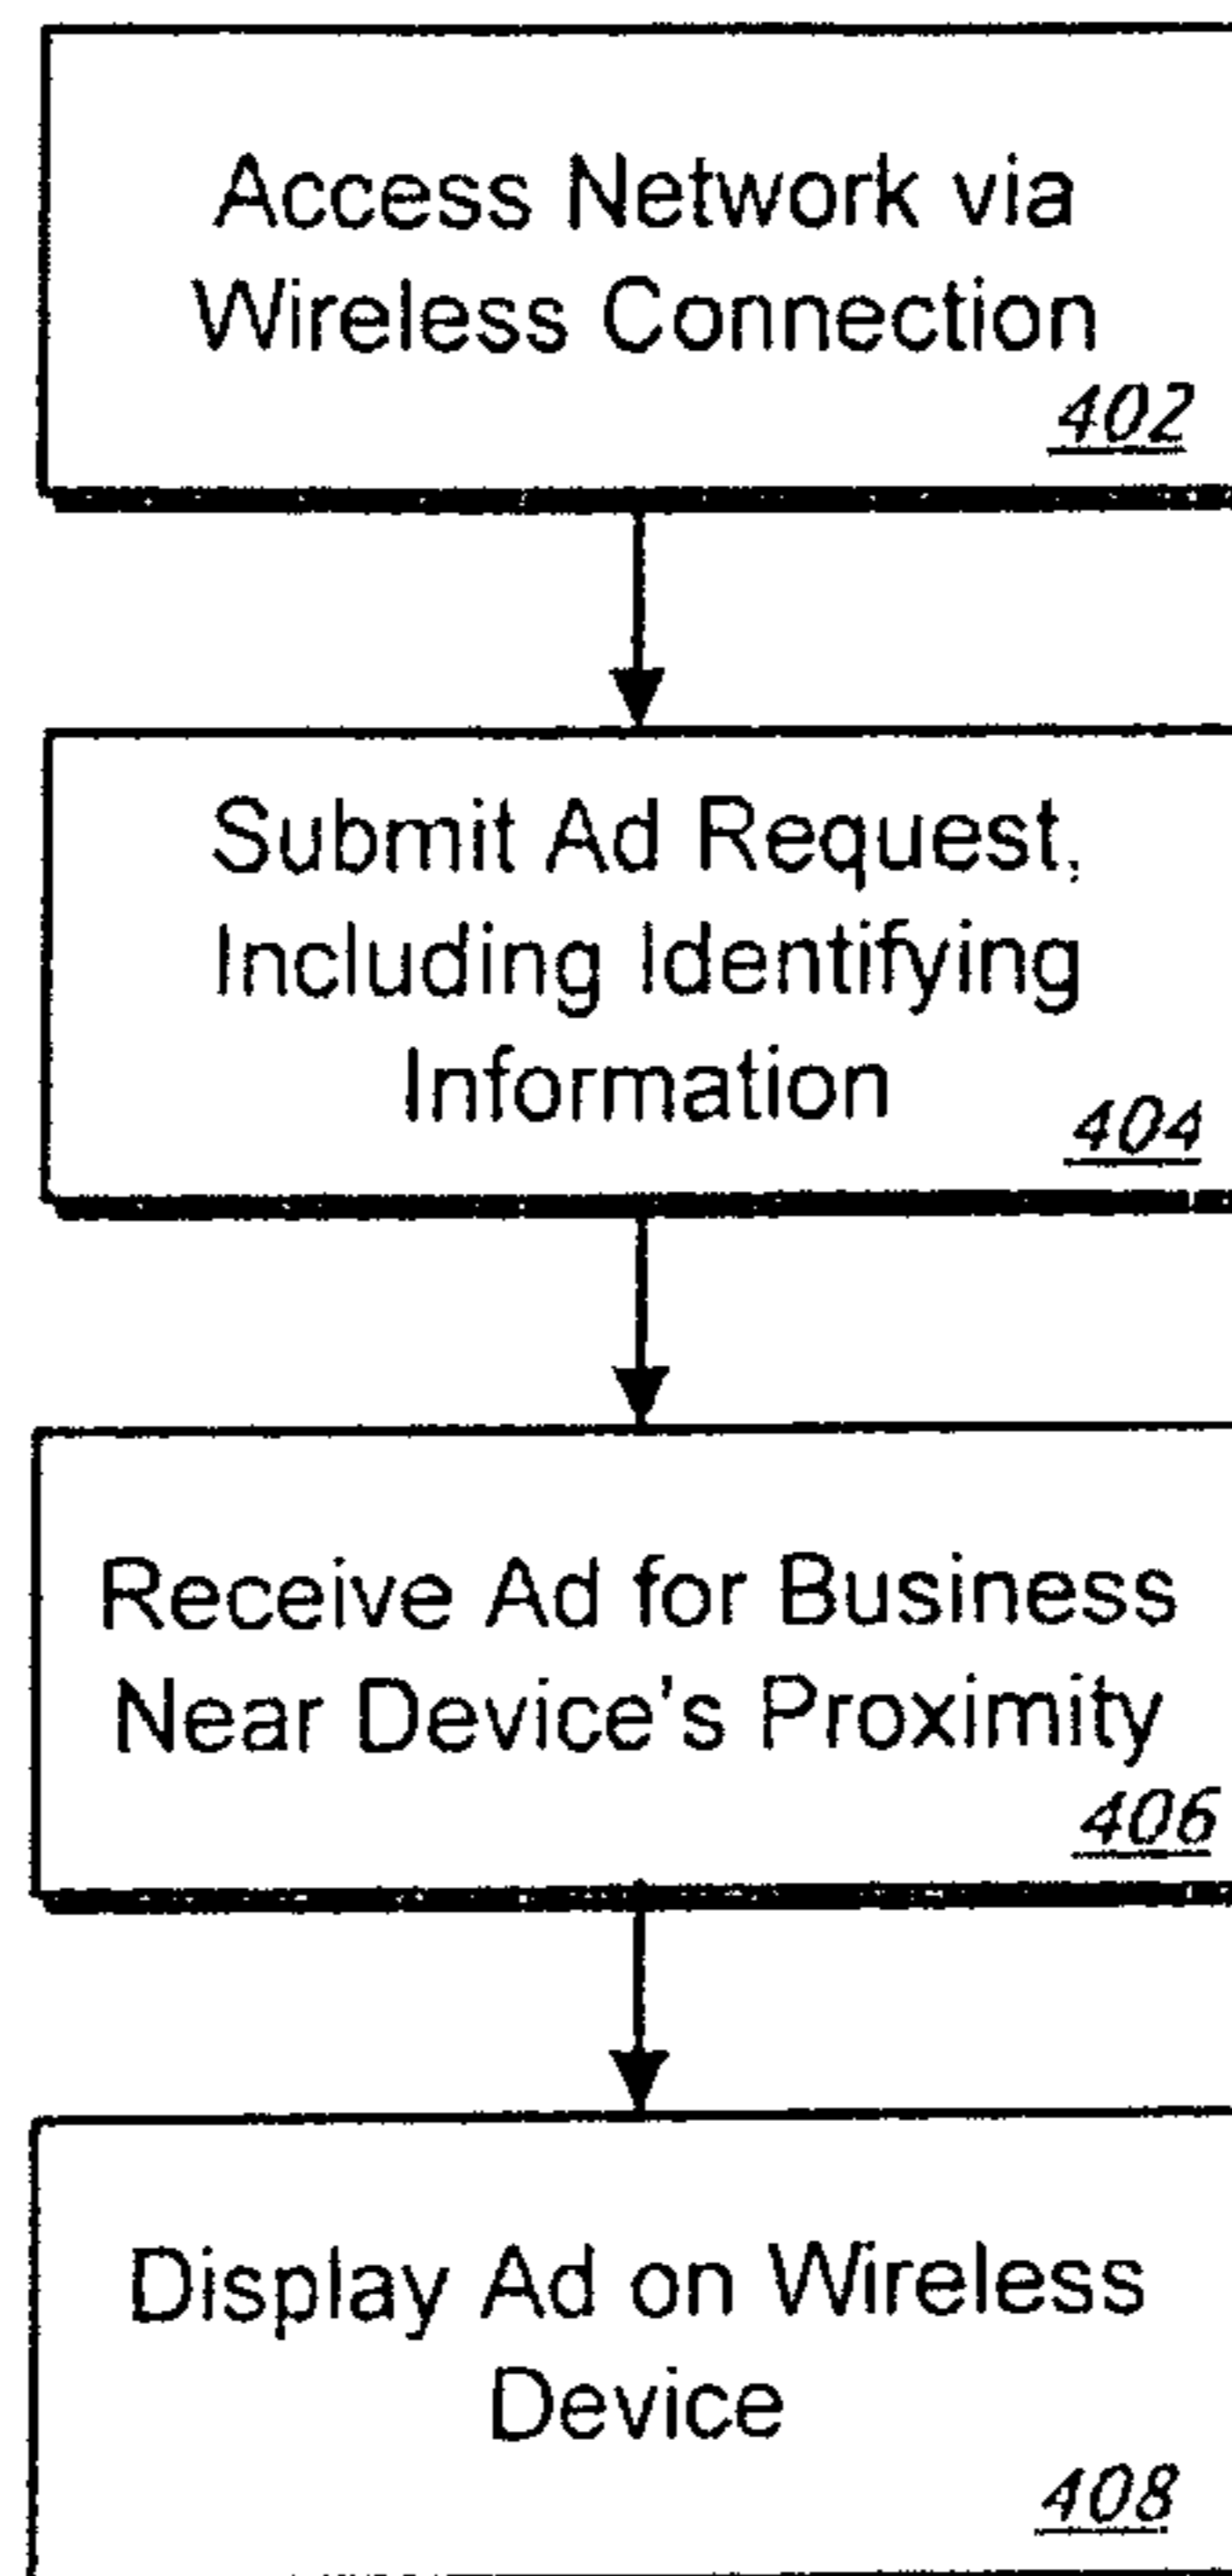 Access Network via
Wireless Connection
402
Submit Ad Request,
Including Identifying
Information
404
Receive Ad for Business
Near Device's Proximity
406
Display Ad on Wireless
Device
408